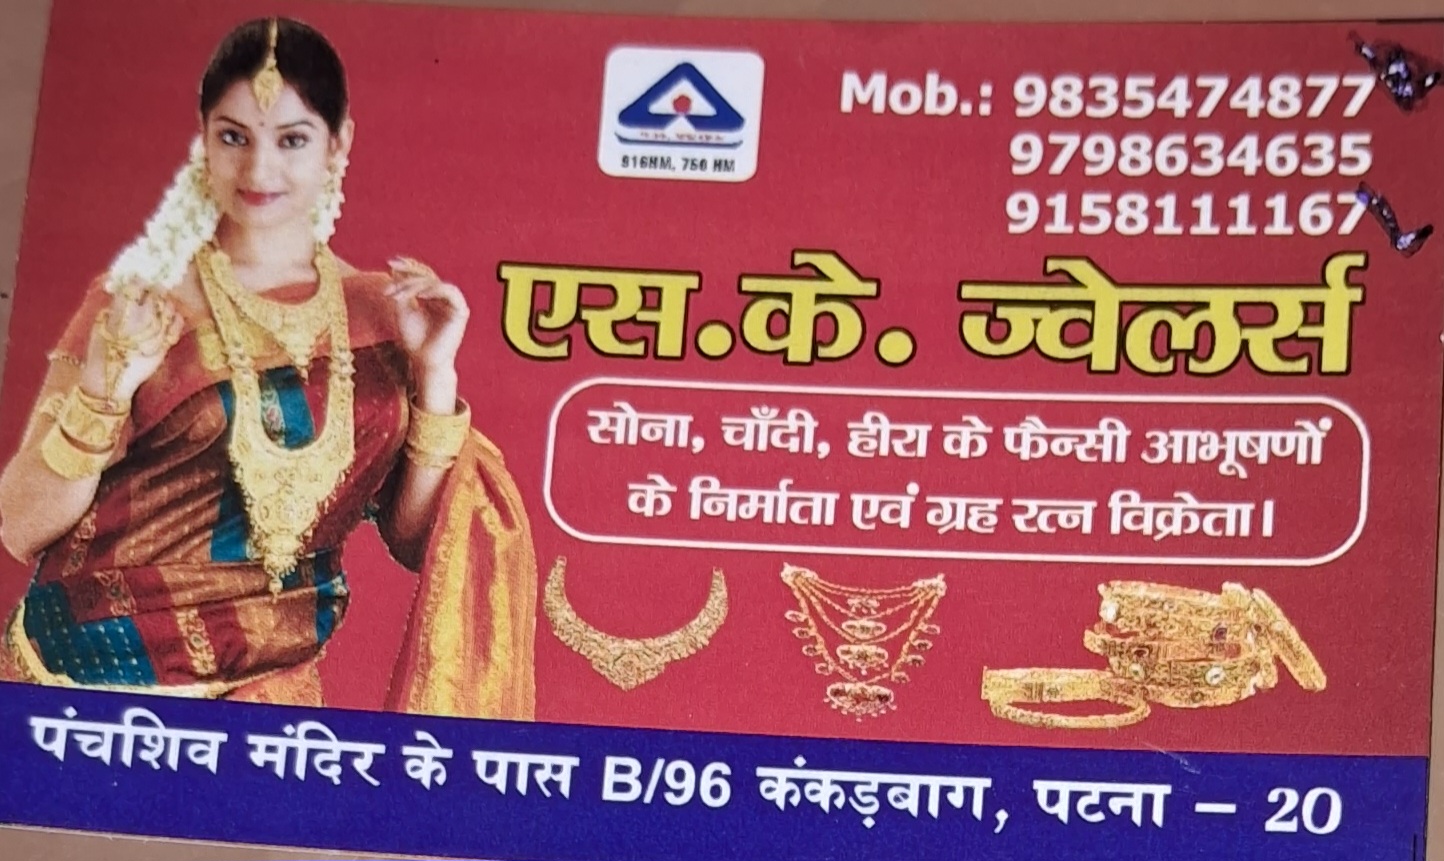 Mob.: 9835474877
9798634635
9158111167
916HM, 750 HM
एस.के. ज्वेलर्स
सोना, चाँदी, हीरा के फैन्सी आभूषणों
के निर्माता एवं ग्रह रत्न विक्रेता।
पंचशिव मंदिर के पास B/96 कंकड़बाग, पटना – 20